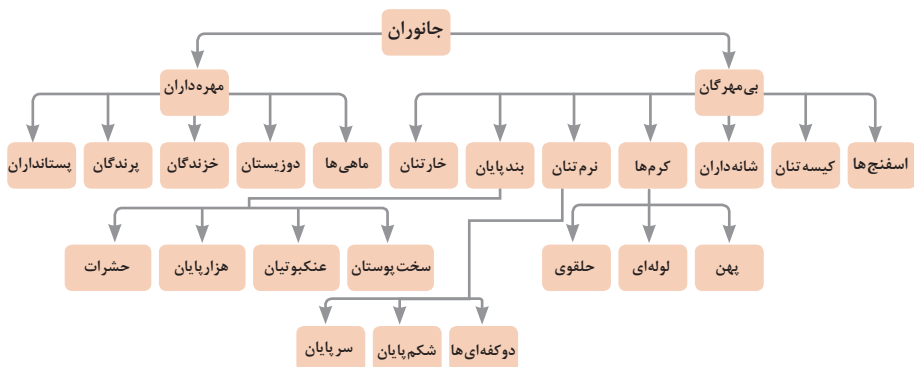 جانوران
بی‌مهرگان
مهره‌داران
اسفنج‌ها
کیسه‌تنان
شانه‌داران
کرم‌ها
نرم‌تنان
بندپایان
خارتنان
ماهی‌ها
دوزیستان
خزندگان
پرندگان
پستانداران
پهن
لوله‌ای
حلقوی
سخت‌پوستان
عنکبوتیان
هزارپایان
حشرات
دوکفه‌ای‌ها
شکم‌پایان
سرپایان